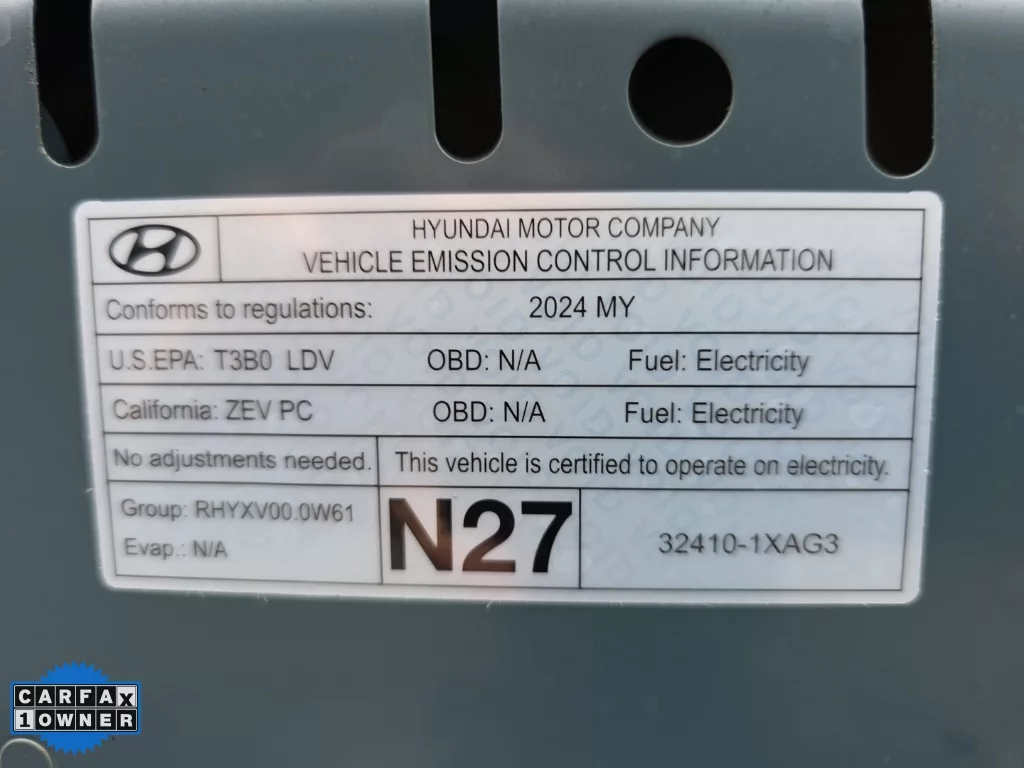 HYUNDAI MOTOR COMPANY
VEHICLE EMISSION CONTROL INFORMATION
Conforms to regulations: 2024 MY
U.S.EPA: T3B0 LDV OBD: N/A Fuel: Electricity
California: ZEV PC OBD: N/A Fuel: Electricity
No adjustments needed. This vehicle is certified to operate on electricity.
Group: RHYXV00.0W61
Evap.: N/A
N27
32410-1XAG3
CARFAX
1 OWNER